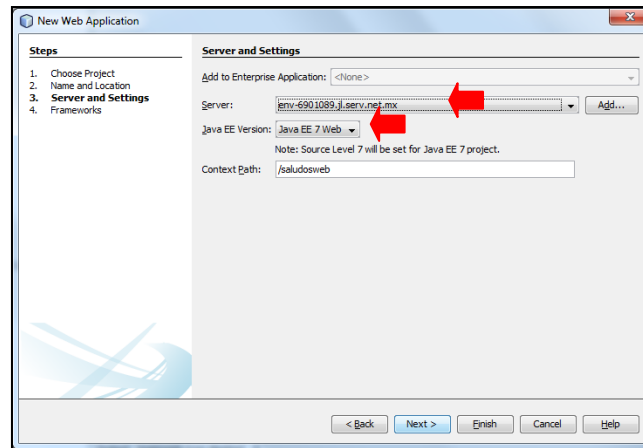 New Web Application
Steps
1. Choose Project
2. Name and Location
3. Server and Settings
4. Frameworks
Server and Settings
Add to Enterprise Application: <None>
Server: env-6901089.jl.serv.net.mx Add...
Java EE Version: Java EE 7 Web
Note: Source Level 7 will be set for Java EE 7 project.
Context Path: /saludosweb
< Back Next > Finish Cancel Help